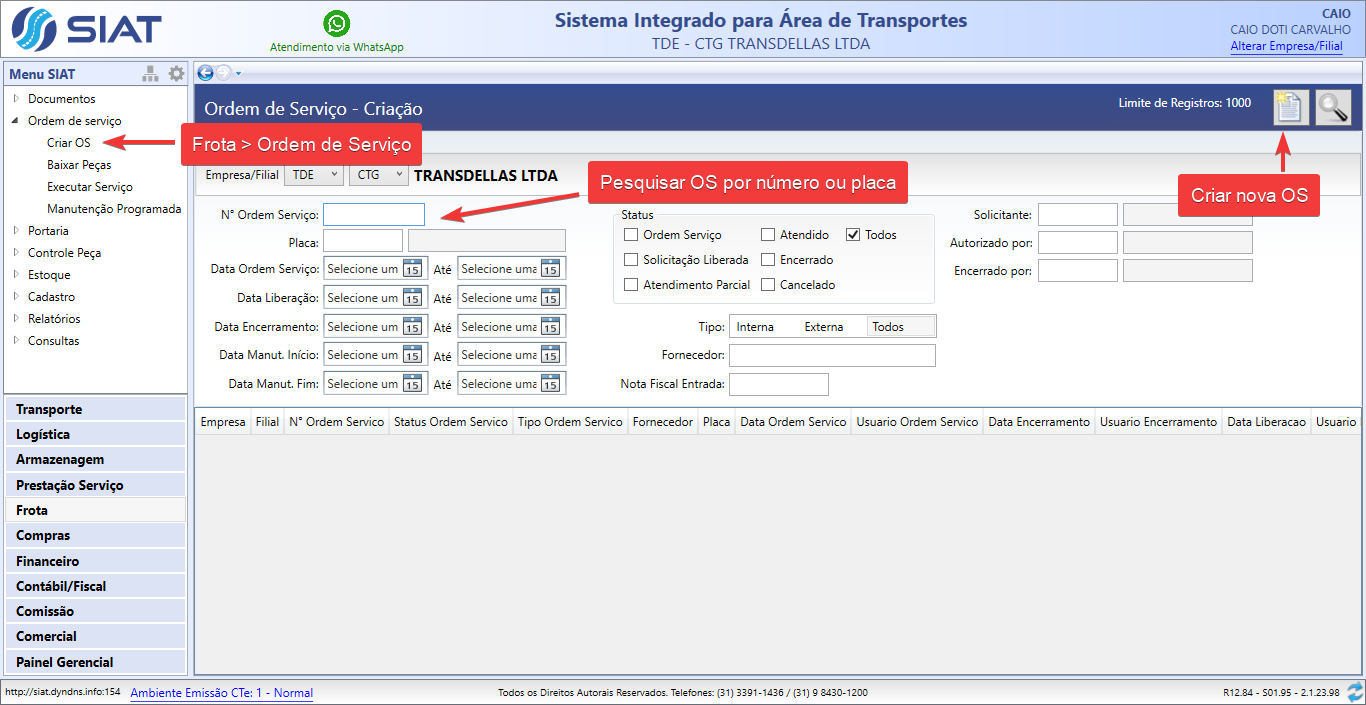 SIAT
Atendimento via WhatsApp
Sistema Integrado para Área de Transportes
TDE - CTG TRANSDELLAS LTDA
CAIO
CAIO DOTI CARVALHO
Alterar Empresa/Filial
Menu SIAT
Documentos
Ordem de serviço
Criar OS
Baixar Peças
Executar Serviço
Manutenção Programada
Portaria
Controle Peça
Estoque
Cadastro
Relatórios
Consultas
Transporte
Logística
Armazenagem
Prestação Serviço
Frota
Compras
Financeiro
Contábil/Fiscal
Comissão
Comercial
Painel Gerencial
Ordem de Serviço - Criação
Limite de Registros: 1000
Frota > Ordem de Serviço
Empresa/Filial TDE CTG TRANSDELLAS LTDA
Pesquisar OS por número ou placa
Criar nova OS
N° Ordem Serviço:
Placa:
Data Ordem Serviço: Selecione um 15 Até Selecione uma 15
Data Liberação: Selecione um 15 Até Selecione uma 15
Data Encerramento: Selecione um 15 Até Selecione uma 15
Data Manut. Início: Selecione um 15 Até Selecione uma 15
Data Manut. Fim: Selecione um 15 Até Selecione uma 15
Status
Ordem Serviço Atendido Todos
Solicitação Liberada Encerrado
Atendimento Parcial Cancelado
Tipo: Interna Externa Todos
Fornecedor:
Nota Fiscal Entrada:
Solicitante:
Autorizado por:
Encerrado por:
Empresa Filial N° Ordem Servico Status Ordem Servico Tipo Ordem Servico Fornecedor Placa Data Ordem Servico Usuario Ordem Servico Data Encerramento Usuario Encerramento Data Liberacao Usuario
http://siat.dyndns.info:154 Ambiente Emissão CTe: 1 - Normal Todos os Direitos Autorais Reservados. Telefones: (31) 3391-1436 / (31) 9 8430-1200 R12.84 - S01.95 - 2.1.23.98